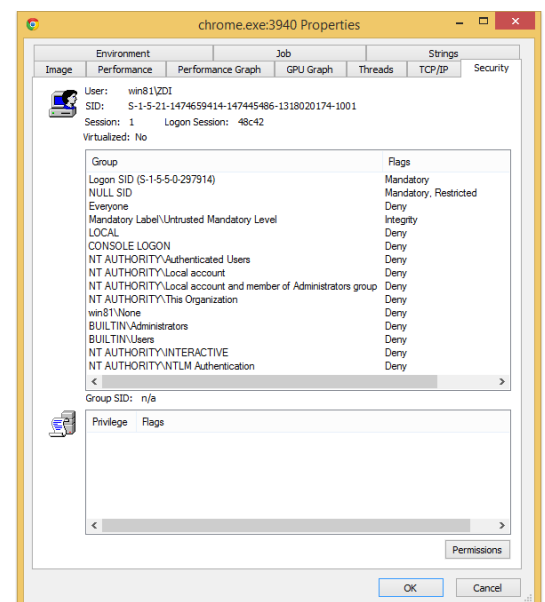 chrome.exe:3940 Properties
Environment Job Strings
Image Performance Performance Graph GPU Graph Threads TCP/IP Security
User: win81\ZDI
SID: S-1-5-21-1474659414-147445486-1318020174-1001
Session: 1 Logon Session: 48c42
Virtualized: No
Group Flags
Logon SID (S-1-5-5-0-297914) Mandatory
NULL SID Mandatory, Restricted
Everyone Deny
Mandatory Label\Untrusted Mandatory Level Integrity
LOCAL Deny
CONSOLE LOGON Deny
NT AUTHORITY\Authenticated Users Deny
NT AUTHORITY\Local account Deny
NT AUTHORITY\Local account and member of Administrators group Deny
NT AUTHORITY\This Organization Deny
win81\None Deny
BUILTIN\Administrators Deny
BUILTIN\Users Deny
NT AUTHORITY\INTERACTIVE Deny
NT AUTHORITY\NTLM Authentication Deny
Group SID: n/a
Privilege Flags
Permissions
OK Cancel